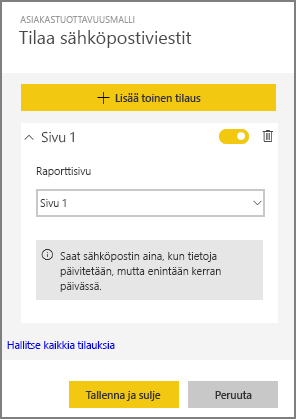 ASIAKASTUOTTAVUUSMALLI
Tilaa sähköpostiviestit
Lisää toinen tilaus
Sivu 1
Raporttisivu
Sivu 1
Saat sähköpostin aina, kun tietoja
päivitetään, mutta enintään kerran
päivässä.
Hallitse kaikkia tilauksia
Tallenna ja sulje
Peruuta